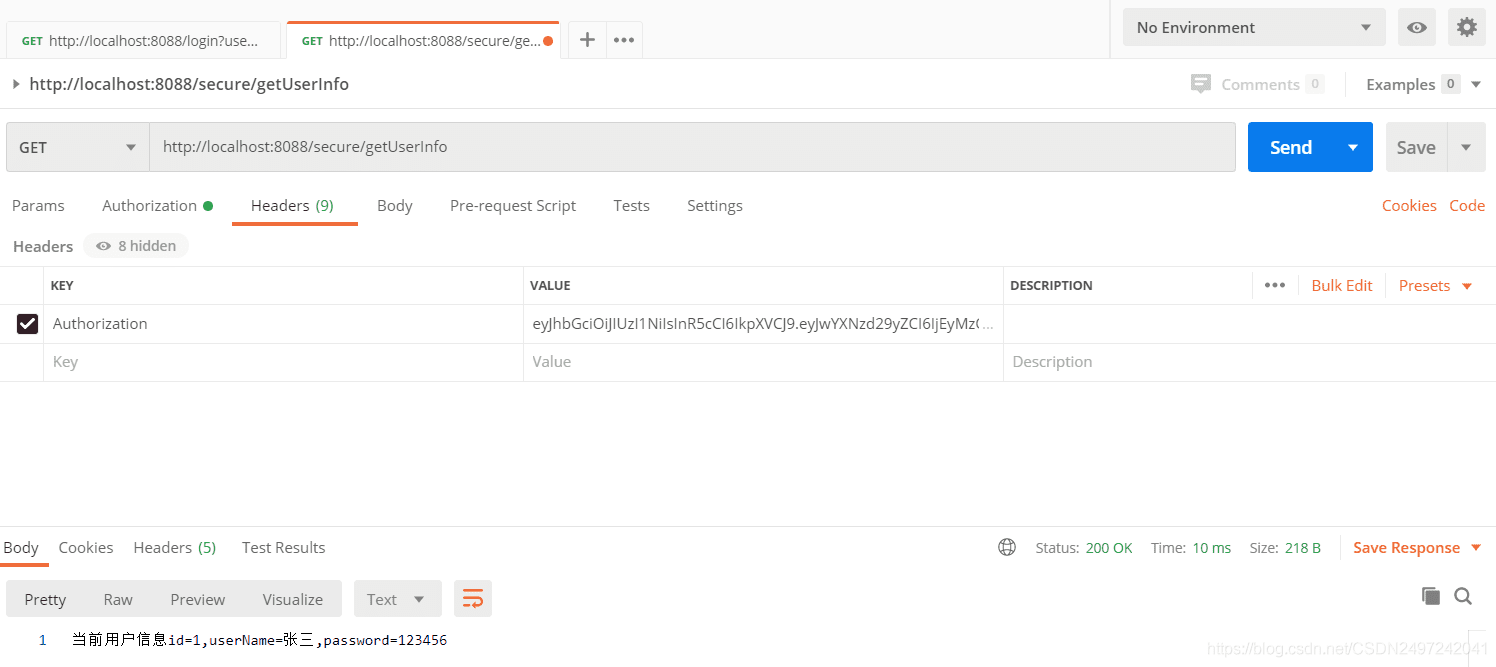 GET http://localhost:8088/login?use... GET http://localhost:8088/secure/ge... No Environment
http://localhost:8088/secure/getUserInfo Comments 0 Examples 0
GET http://localhost:8088/secure/getUserInfo Send Save
Params Authorization Headers (9) Body Pre-request Script Tests Settings Cookies Code
Headers 8 hidden
KEY VALUE DESCRIPTION Bulk Edit Presets
Authorization eyJhbGciOiJIUzI1NiIsInR5cCI6IkpXVCJ9.eyJwYXNzd29yZCI6IjEyMz...
Key Value Description
Body Cookies Headers (5) Test Results Status: 200 OK Time: 10 ms Size: 218 B Save Response
Pretty Raw Preview Visualize Text
1 当前用户信息id=1,userName=张三,password=123456
https://blog.csdn.net/CSDN2497242041